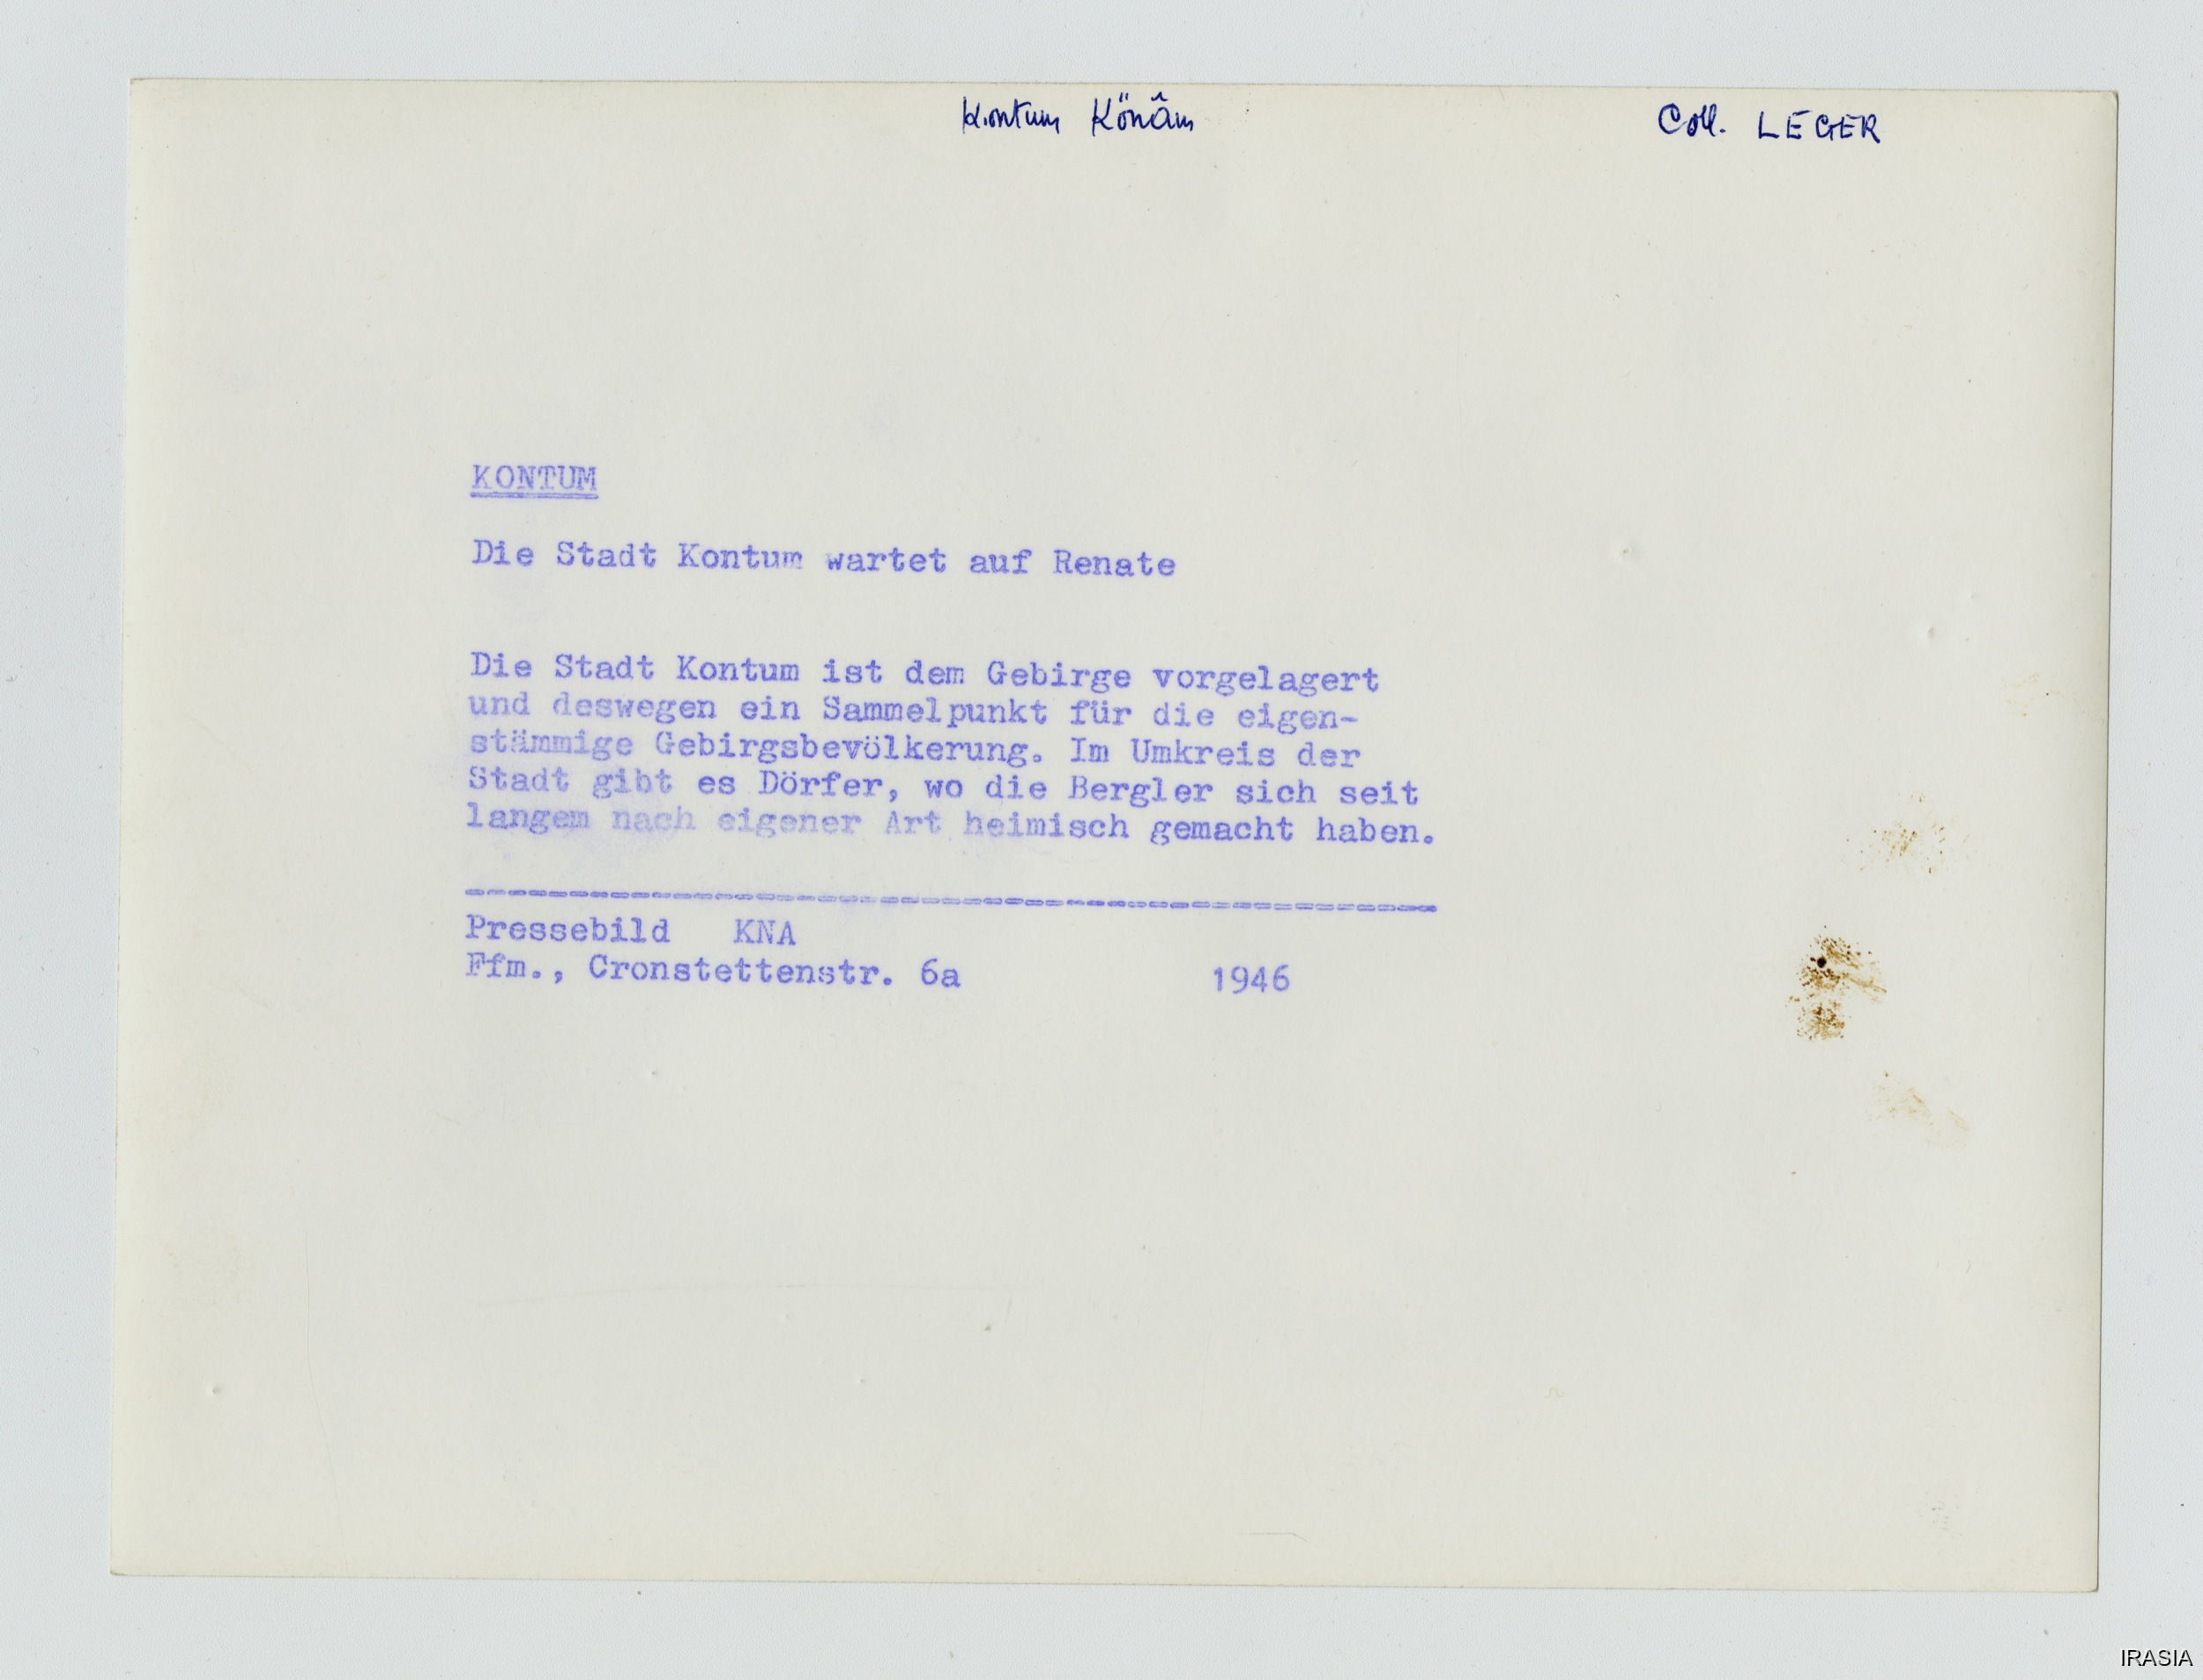 Kontum Könâm
Coll. LEGER
KONTUM
Die Stadt Kontum wartet auf Renate
Die Stadt Kontum ist dem Gebirge vorgelagert
und deswegen ein Sammelpunkt für die eigen-
stämmige Gebirgsbevölkerung. Im Umkreis der
Stadt gibt es Dörfer, wo die Bergler sich seit
langem nach eigener Art heimisch gemacht haben.
Pressebild KNA
Ffm., Cronstettenstr. 6a 1946
IRASIA